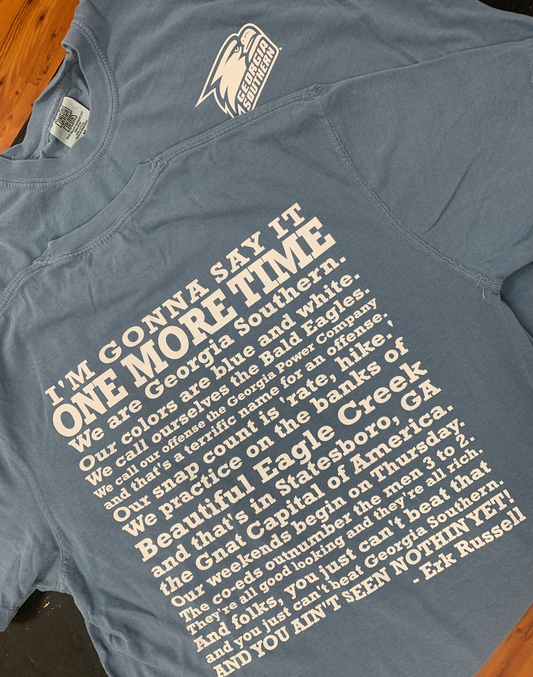 GEORGIA
SOUTHERN
COMFORT
COLORS
I'M GONNA SAY IT
ONE MORE TIME
We are Georgia Southern.
Our colors are blue and white.
We call ourselves the Bald Eagles.
We call our offense the Georgia Power Company
and that's a terrific name for an offense.
Our snap count is 'rate, hike.'
We practice on the banks of
Beautiful Eagle Creek
and that's in Statesboro, GA
the Gnat Capital of America.
Our weekends begin on Thursday.
The co-eds outnumber the men 3 to 2.
They're all good looking and they're all rich.
And folks, you just can't beat that
and you just can't beat Georgia Southern.
AND YOU AIN'T SEEN NOTHIN YET!
- Erk Russell